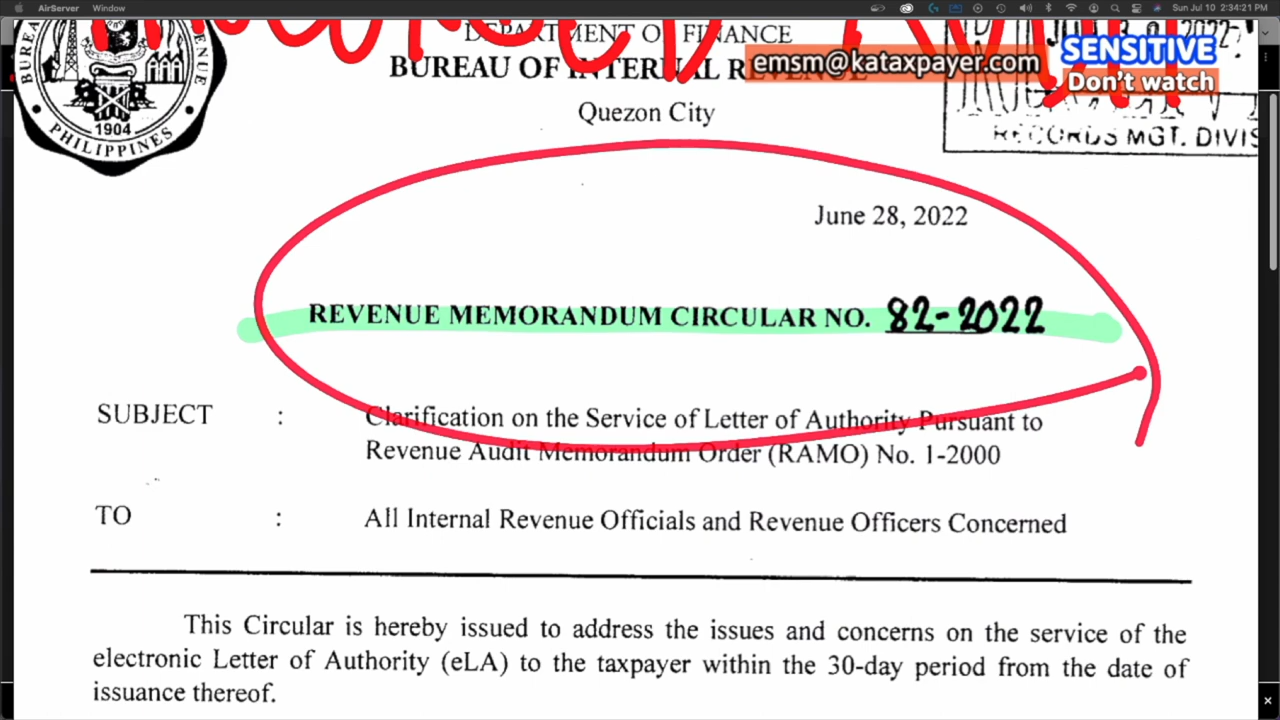 AirServer Window
Sun Jul 10 2:34:21 PM
DEPARTMENT OF FINANCE
BUREAU OF INTERNAL REVENUE
emsm@kataxpayer.com
SENSITIVE
Don't watch
Quezon City
1904
PHILIPPINES
RECORDS MGT. DIVIS
June 28, 2022
REVENUE MEMORANDUM CIRCULAR NO. 82-2022
SUBJECT : Clarification on the Service of Letter of Authority Pursuant to
Revenue Audit Memorandum Order (RAMO) No. 1-2000
TO : All Internal Revenue Officials and Revenue Officers Concerned
This Circular is hereby issued to address the issues and concerns on the service of the
electronic Letter of Authority (eLA) to the taxpayer within the 30-day period from the date of
issuance thereof.